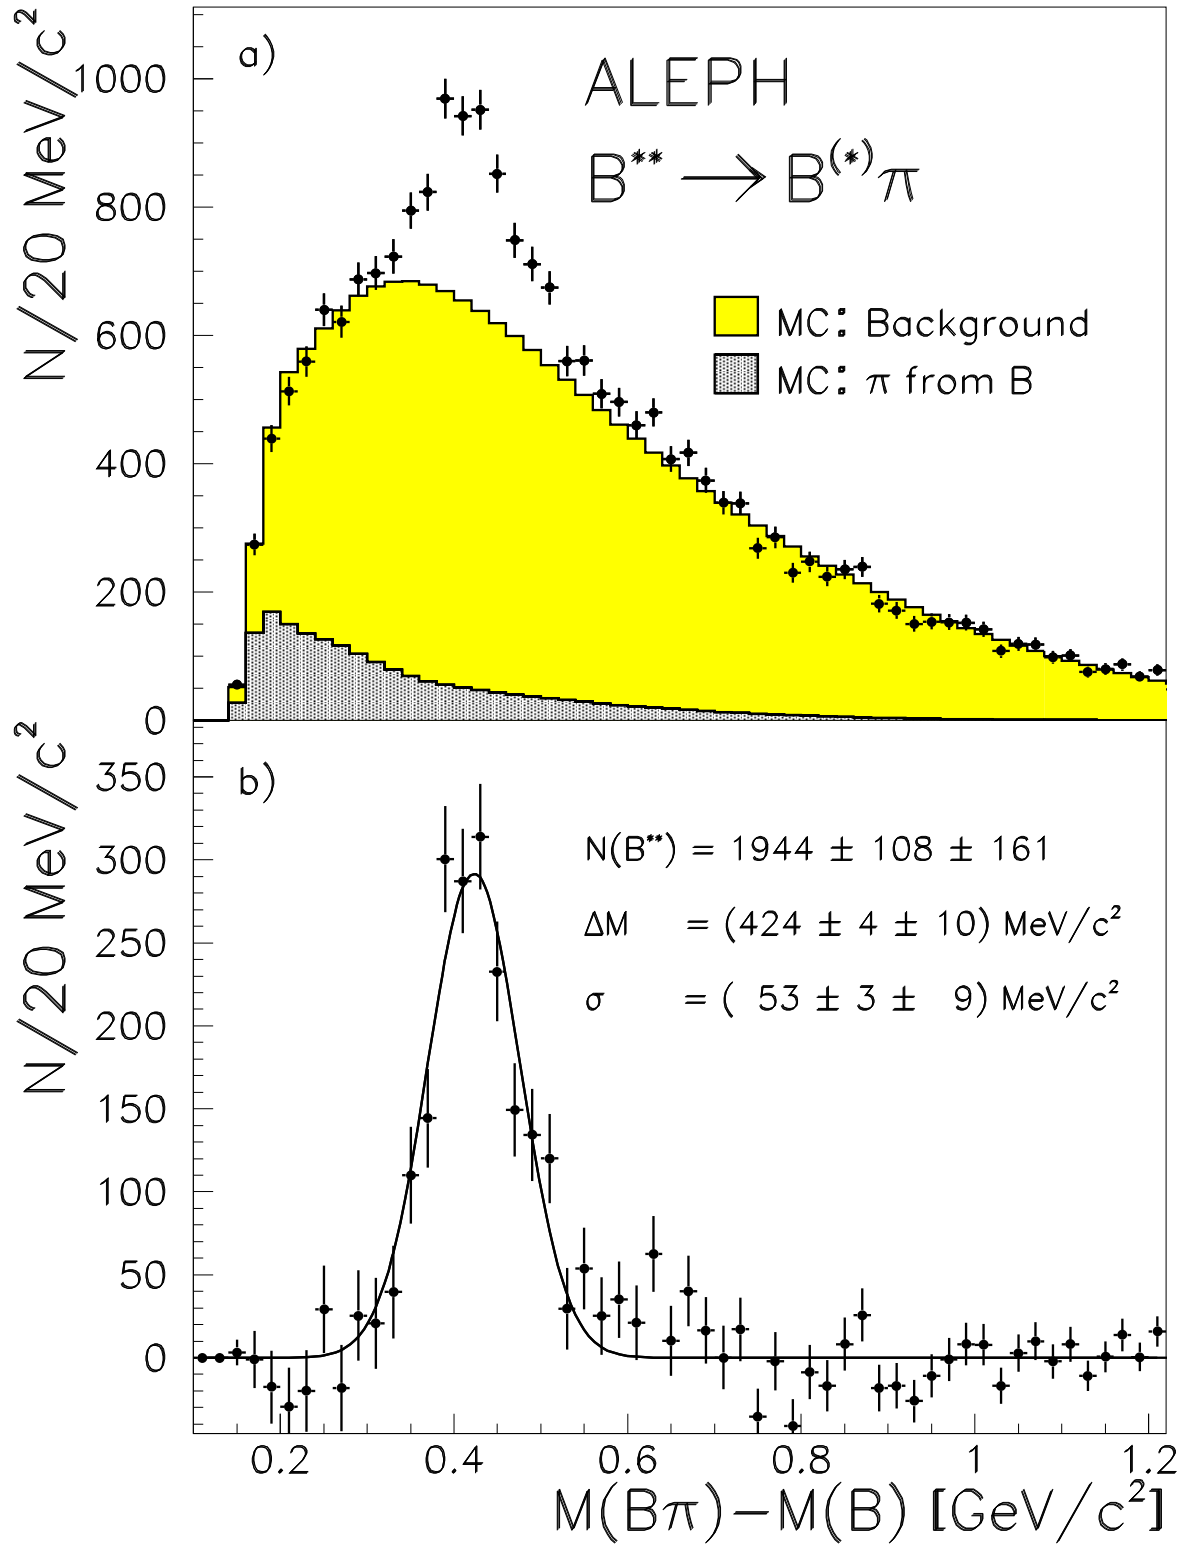 N/20 MeV/c²
a)
ALEPH
B** → B(*)π
MC: Background
MC: π from B
1000
800
600
400
200
0
N/20 MeV/c²
b)
N(B**) = 1944 ± 108 ± 161
ΔM = (424 ± 4 ± 10) MeV/c²
σ = ( 53 ± 3 ± 9) MeV/c²
350
300
250
200
150
100
50
0
0.2 0.4 0.6 0.8 1 1.2
M(Bπ)−M(B) [GeV/c²]